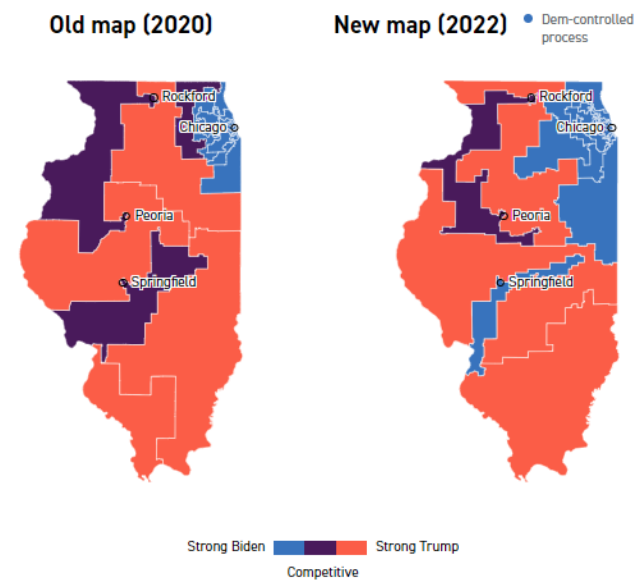 Old map (2020)
New map (2022)
Dem-controlled
process
Rockford
Chicago
Peoria
Springfield
Rockford
Chicago
Peoria
Springfield
Strong Biden
Strong Trump
Competitive